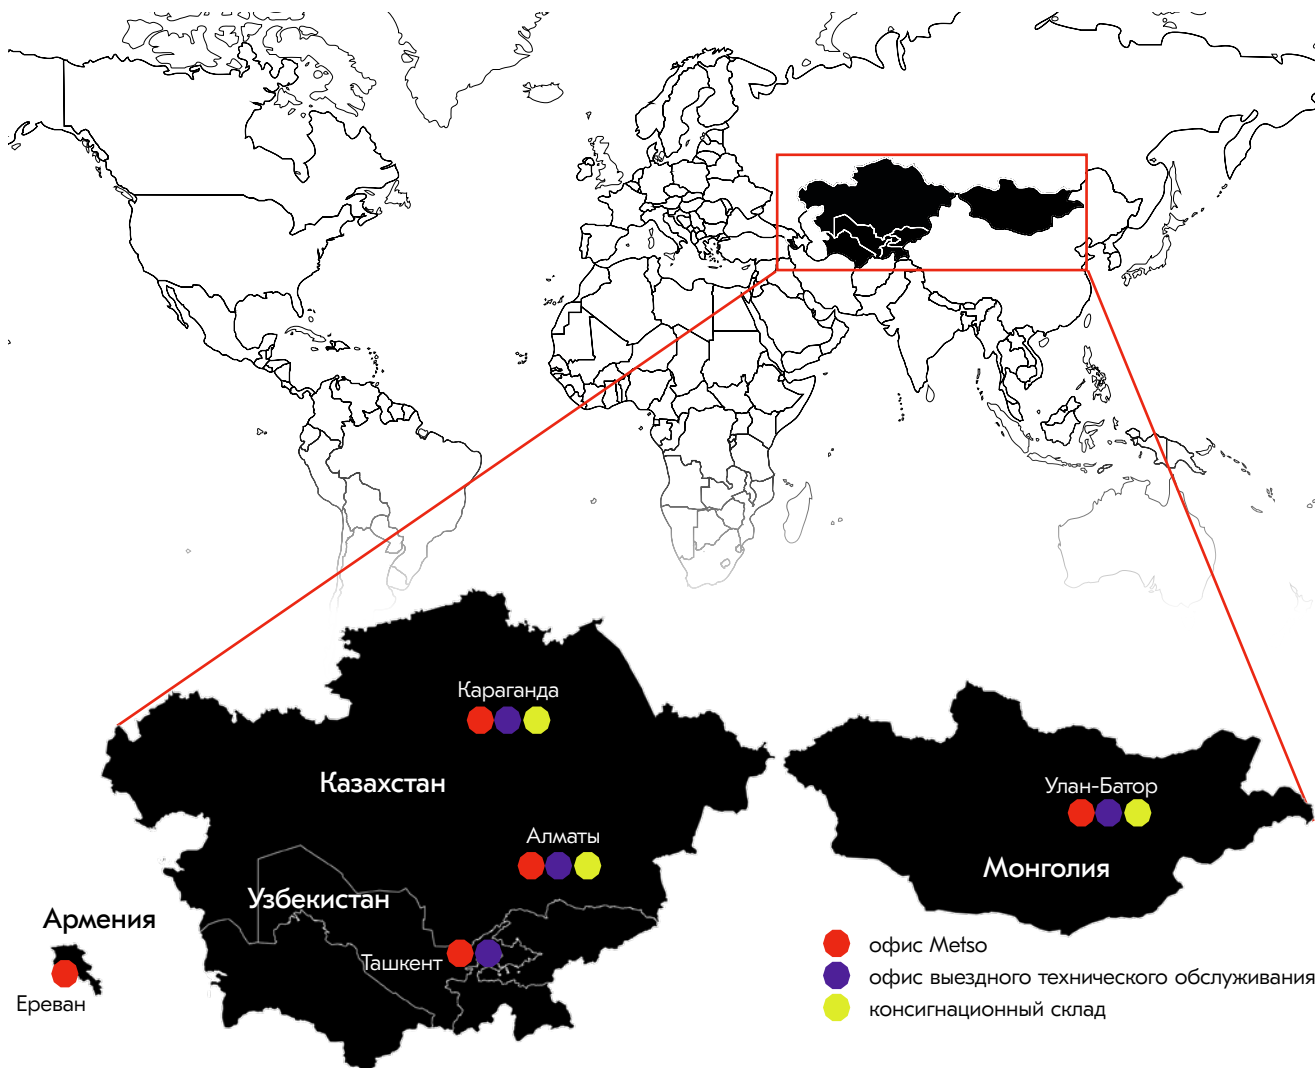 Караганда
Казахстан
Улан-Батор
Алматы
Монголия
Узбекистан
Армения
Ташкент
Ереван
офис Metso
офис выездного технического обслуживания
консигнационный склад